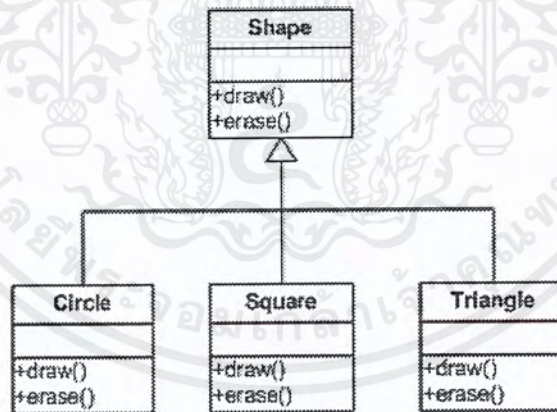 Shape
+draw()
+erase()
Circle
+draw()
+erase()
Square
+draw()
+erase()
Triangle
+draw()
+erase()